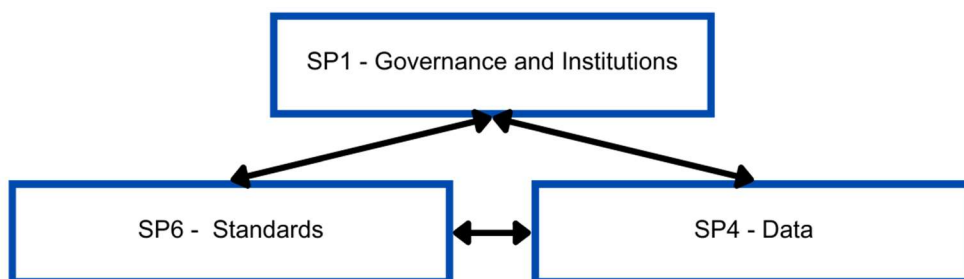 SP1 - Governance and Institutions
SP6 -  Standards
SP4 - Data